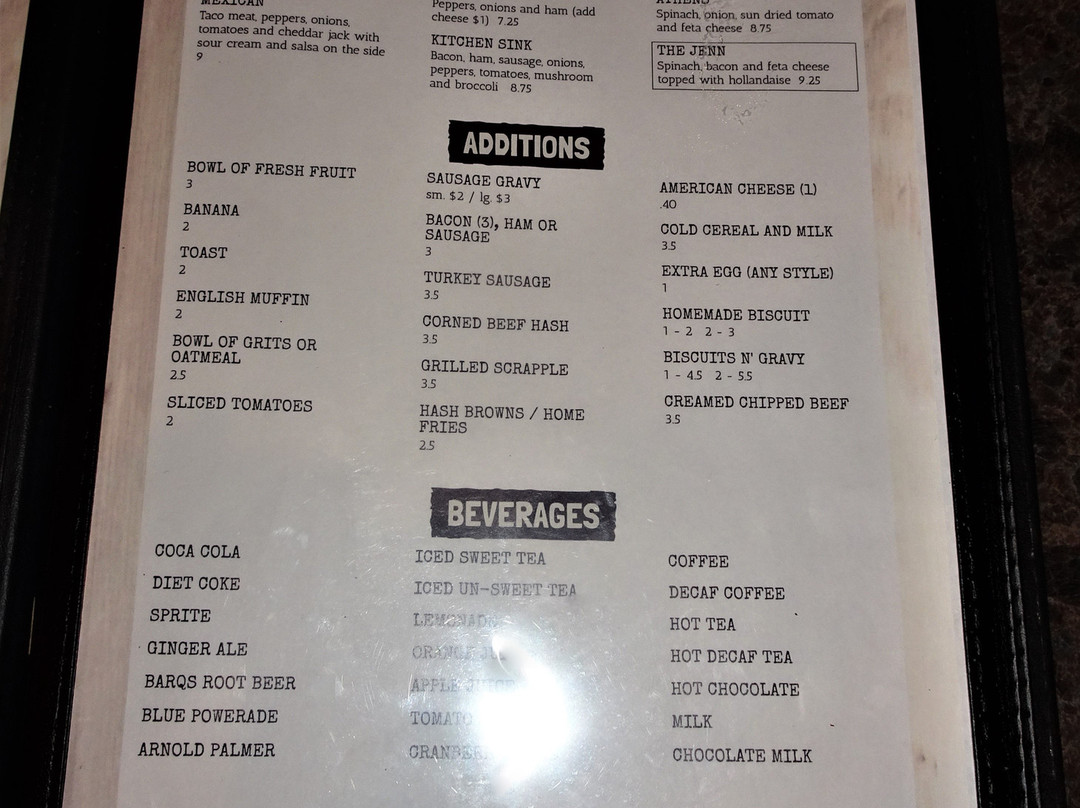 MEXICAN
Taco meat, peppers, onions,
tomatoes and cheddar jack with
sour cream and salsa on the side
9
Peppers, onions and ham (add
cheese $1) 7.25
KITCHEN SINK
Bacon, ham, sausage, onions,
peppers, tomatoes, mushroom
and broccoli 8.75
ATHENS
Spinach, onion, sun dried tomato
and feta cheese 8.75
THE JENN
Spinach, bacon and feta cheese
topped with hollandaise 9.25
ADDITIONS
BOWL OF FRESH FRUIT
3
BANANA
2
TOAST
2
ENGLISH MUFFIN
2
BOWL OF GRITS OR
OATMEAL
2.5
SLICED TOMATOES
2
SAUSAGE GRAVY
sm. $2 / lg. $3
BACON (3), HAM OR
SAUSAGE
3
TURKEY SAUSAGE
3.5
CORNED BEEF HASH
3.5
GRILLED SCRAPPLE
3.5
HASH BROWNS / HOME
FRIES
2.5
AMERICAN CHEESE (1)
.40
COLD CEREAL AND MILK
3.5
EXTRA EGG (ANY STYLE)
1
HOMEMADE BISCUIT
1 - 2 2 - 3
BISCUITS N' GRAVY
1 - 4.5 2 - 5.5
CREAMED CHIPPED BEEF
3.5
BEVERAGES
COCA COLA
DIET COKE
SPRITE
GINGER ALE
BARQS ROOT BEER
BLUE POWERADE
ARNOLD PALMER
ICED SWEET TEA
ICED UN-SWEET TEA
LEMONADE
ORANGE
APPLE JUICE
TOMATO
COFFEE
DECAF COFFEE
HOT TEA
HOT DECAF TEA
HOT CHOCOLATE
MILK
CHOCOLATE MILK